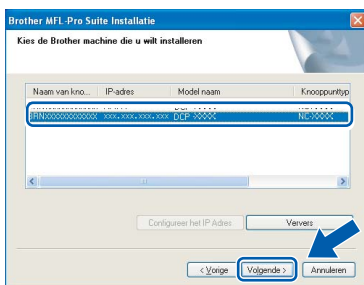 Brother MFL-Pro Suite Installatie
Kies de Brother machine die u wilt installeren
Naam van kno... IP-adres Model naam Knooppunttyp
BRNXXXXXXXXXXXX xxx.xxx.xxx.xxx DCP-XXXX NC-XXXX
Configureer het IP Adres Ververs
< Vorige Volgende > Annuleren